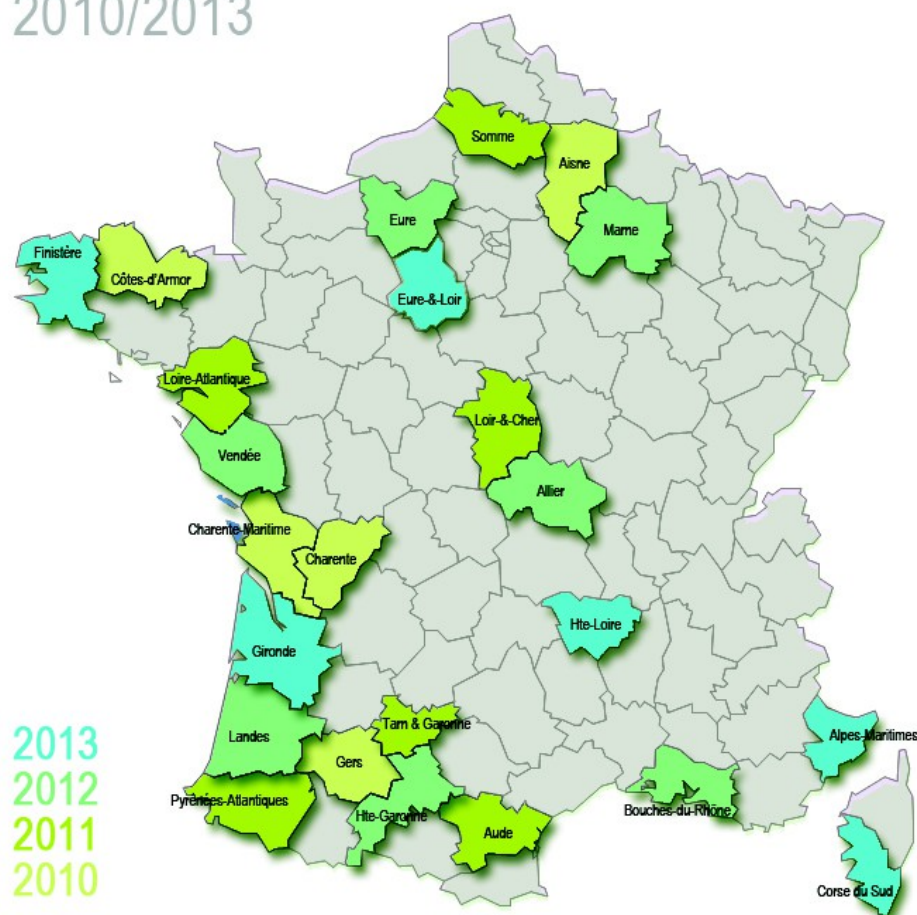 2010/2013
Somme
Aisne
Eure
Marne
Finistère
Côtes-d'Armor
Eure-&-Loir
Loire-Atlantique
Loir-&-Cher
Vendée
Allier
Charente-Maritime
Charente
Hte-Loire
Gironde
Tarn & Garonne
Landes
Alpes-Maritimes
Gers
Pyrénées-Atlantiques
Hte-Garonne
Bouches-du-Rhône
Aude
Corse du Sud
2013
2012
2011
2010